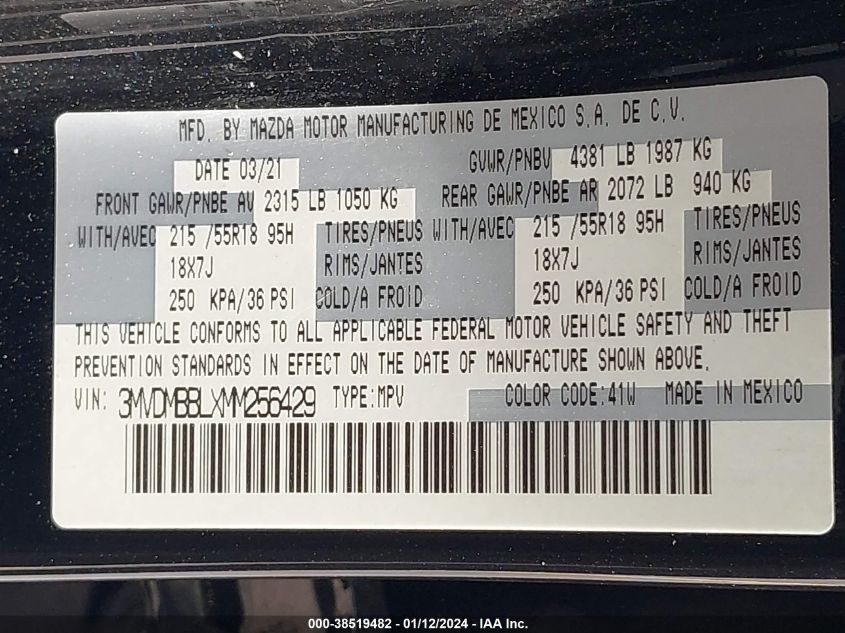 MFD. BY MAZDA MOTOR MANUFACTURING DE MEXICO S.A. DE C.V.
DATE 03/21 GVWR/PNBV 4381 LB 1987 KG
FRONT GAWR/PNBE AV 2315 LB 1050 KG REAR GAWR/PNBE AR 2072 LB 940 KG
WITH/AVEC 215 /55R18 95H TIRES/PNEUS WITH/AVEC 215 /55R18 95H TIRES/PNEUS
18X7J RIMS/JANTES 18X7J RIMS/JANTES
250 KPA/36 PSI COLD/A FROID 250 KPA/36 PSI COLD/A FROID
THIS VEHICLE CONFORMS TO ALL APPLICABLE FEDERAL MOTOR VEHICLE SAFETY AND THEFT
PREVENTION STANDARDS IN EFFECT ON THE DATE OF MANUFACTURE SHOWN ABOVE.
VIN: 3MVDMBBLXMM256429 TYPE:MPV COLOR CODE:41W MADE IN MEXICO
000-38519482 - 01/12/2024 - IAA Inc.